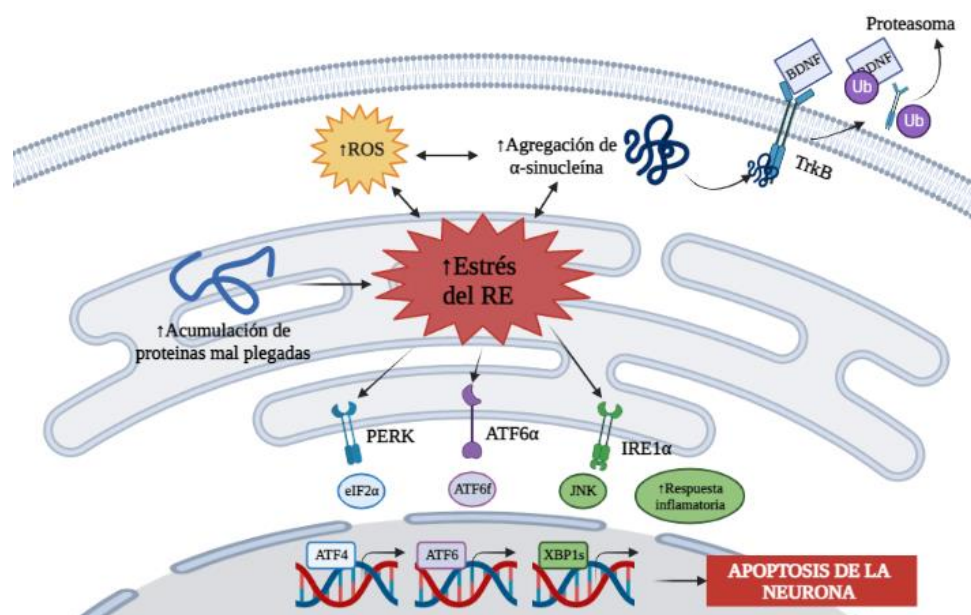 Proteasoma
BDNF
BDNF
Ub
Ub
TrkB
↑ROS
↑Agregación de
α-sinucleína
↑Estrés
del RE
↑Acumulación de
proteinas mal plegadas
PERK
ATF6α
IRE1α
eIF2α
ATF6f
JNK
↑Respuesta
inflamatoria
ATF4
ATF6
XBP1s
APOPTOSIS DE LA
NEURONA